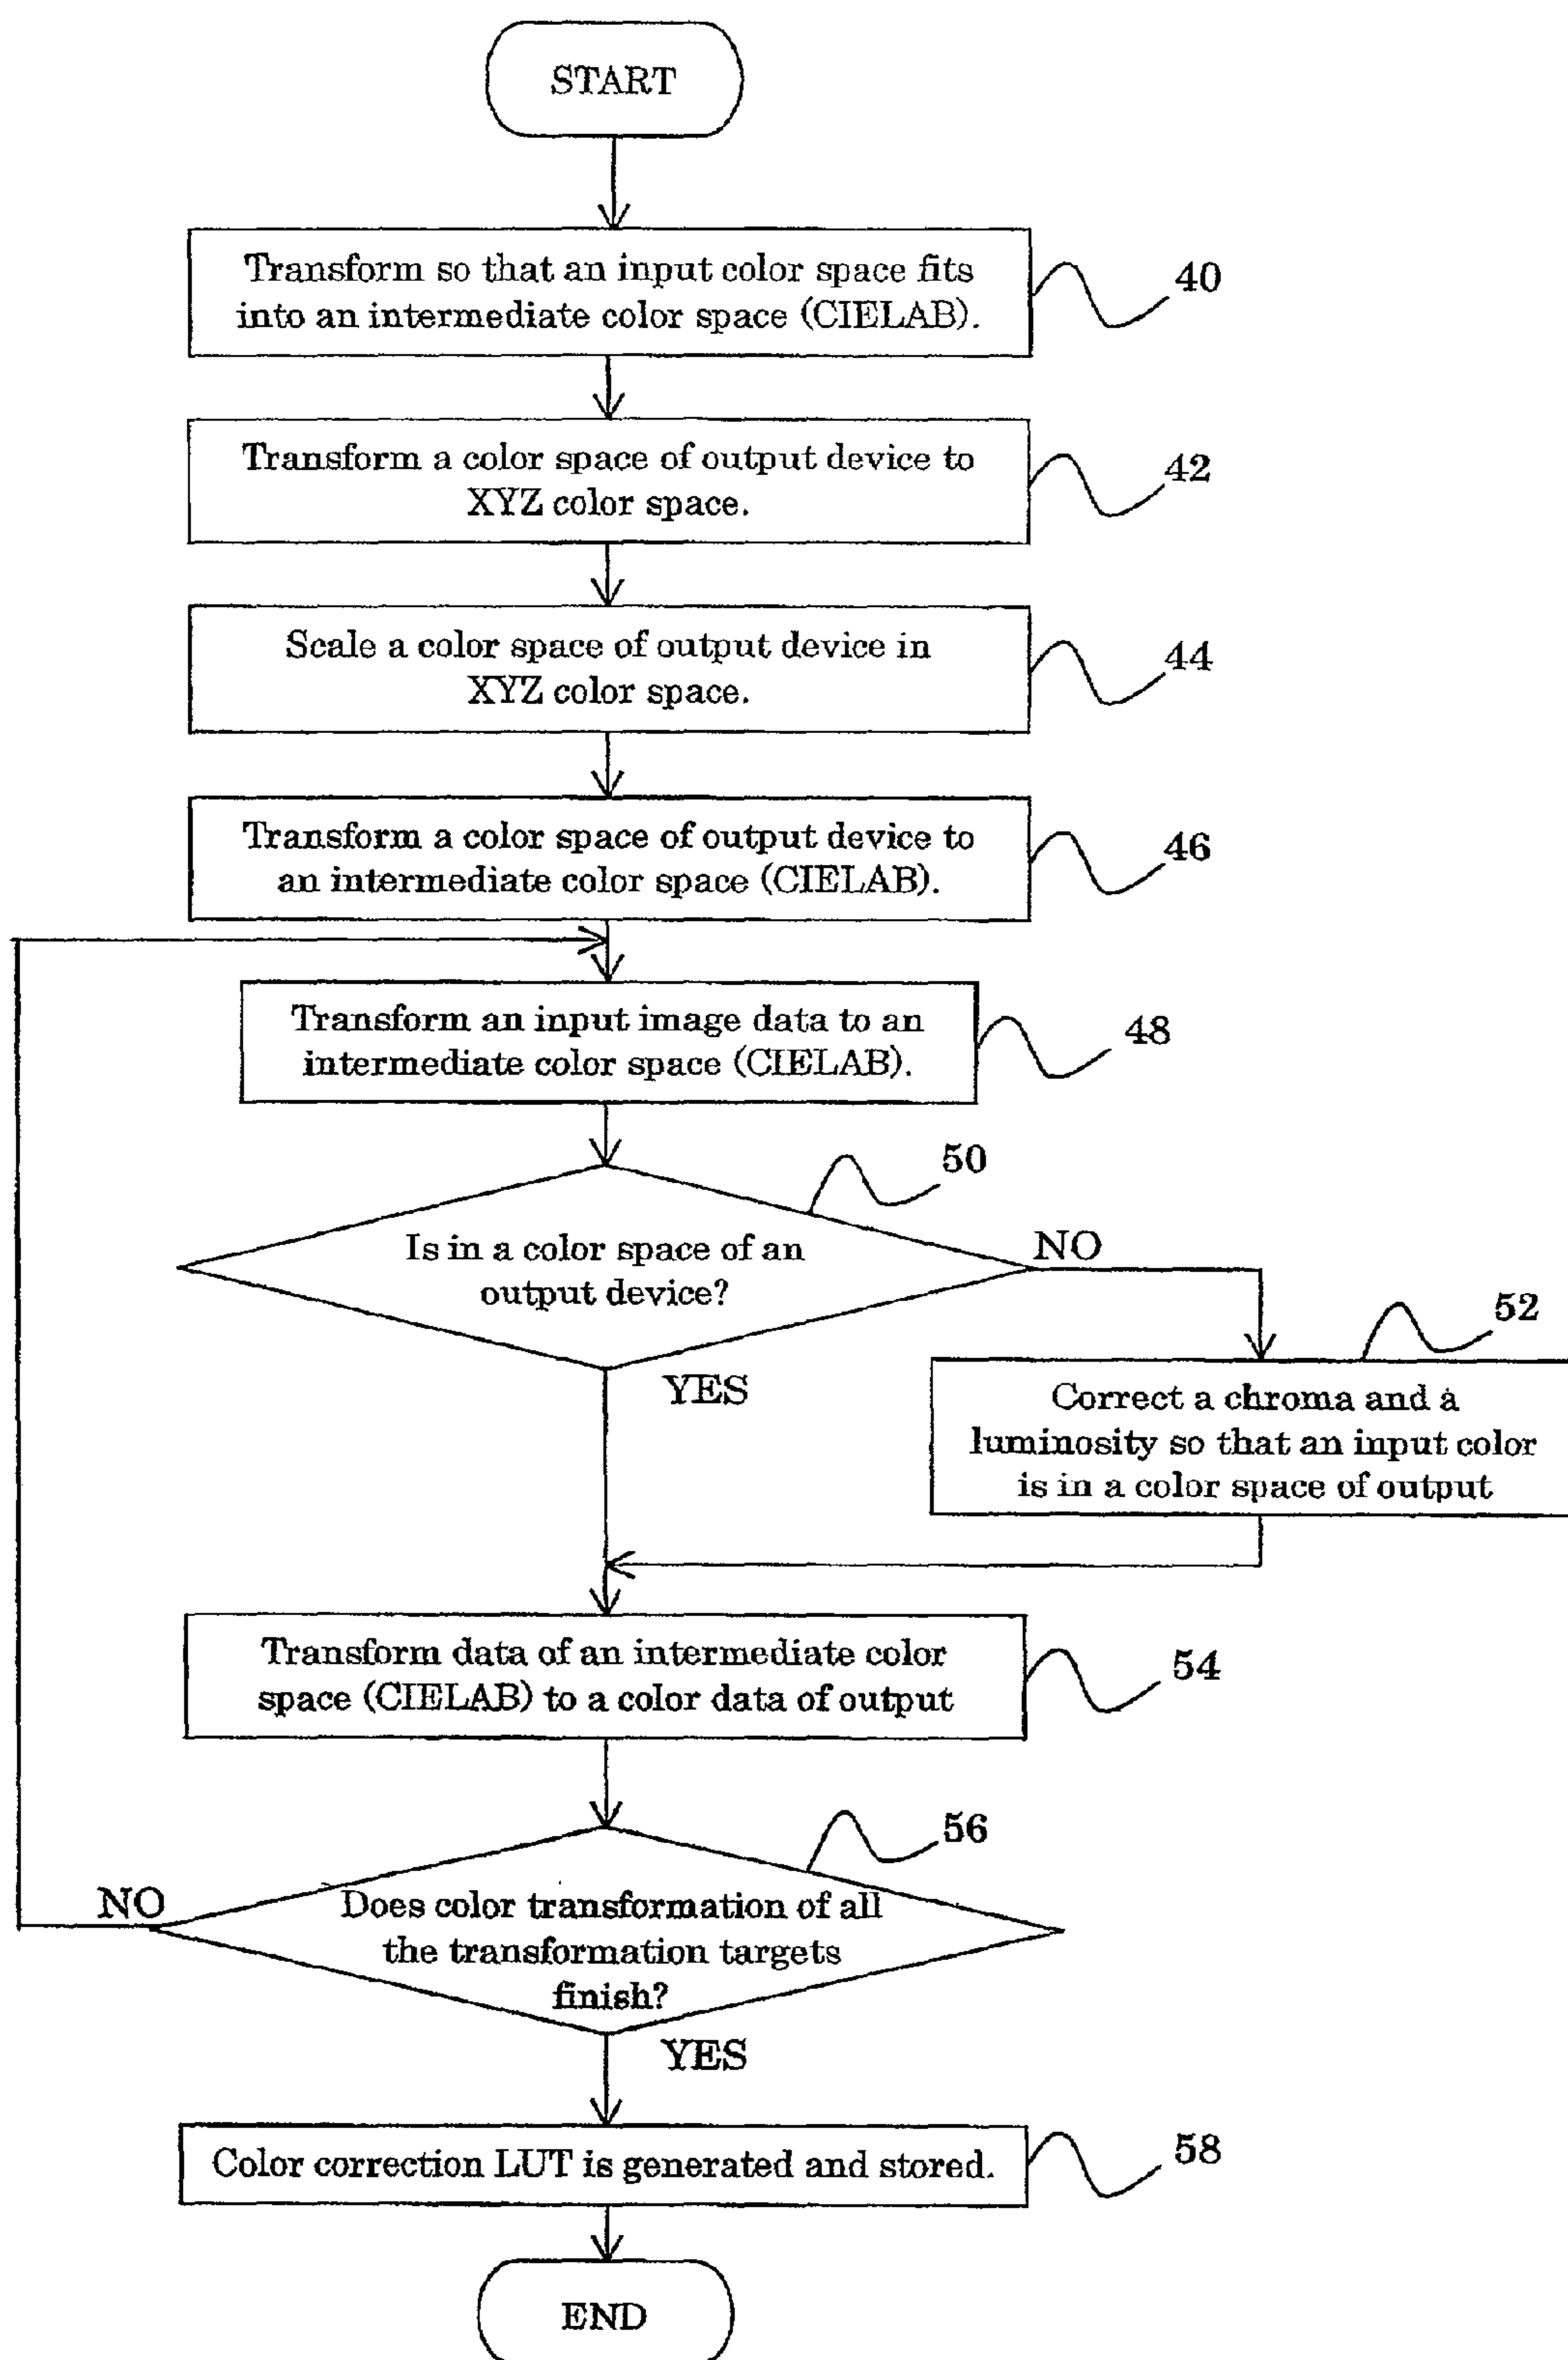 START
Transform so that an input color space fits
into an intermediate color space (CIELAB).
40
Transform a color space of output device to
XYZ color space.
42
Scale a color space of output device in
XYZ color space.
44
Transform a color space of output device to
an intermediate color space (CIELAB).
46
Transform an input image data to an
intermediate color space (CIELAB).
48
50
Is in a color space of an
output device?
NO
YES
52
Correct a chroma and a
luminosity so that an input color
is in a color space of output
Transform data of an intermediate color
space (CIELAB) to a color data of output
54
56
NO
Does color transformation of all
the transformation targets
finish?
YES
Color correction LUT is generated and stored.
58
END